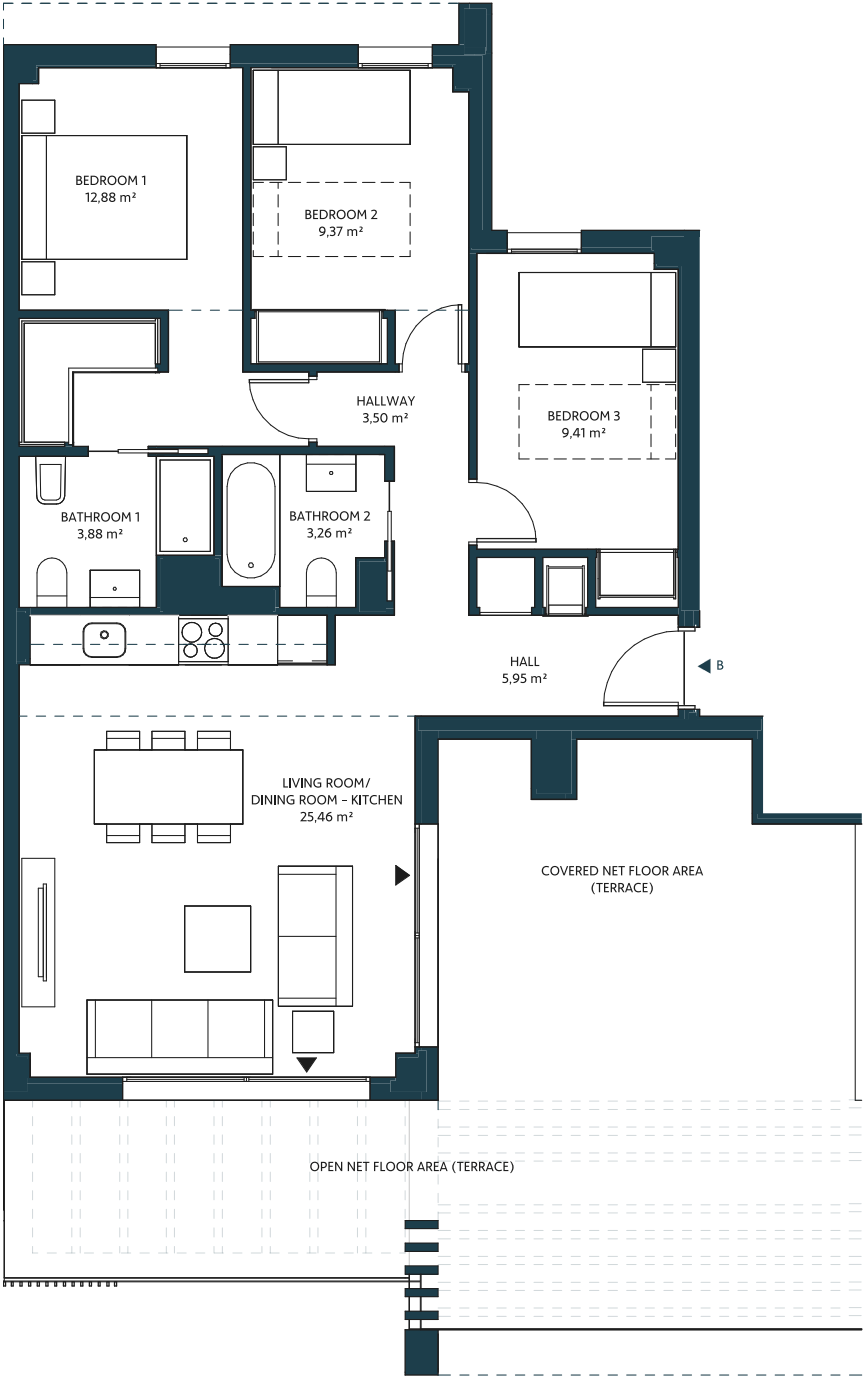 BEDROOM 1
12,88 m²
BEDROOM 2
9,37 m²
HALLWAY
3,50 m²
BEDROOM 3
9,41 m²
BATHROOM 1
3,88 m²
BATHROOM 2
3,26 m²
HALL
5,95 m²
B
LIVING ROOM/
DINING ROOM – KITCHEN
25,46 m²
COVERED NET FLOOR AREA
(TERRACE)
OPEN NET FLOOR AREA (TERRACE)